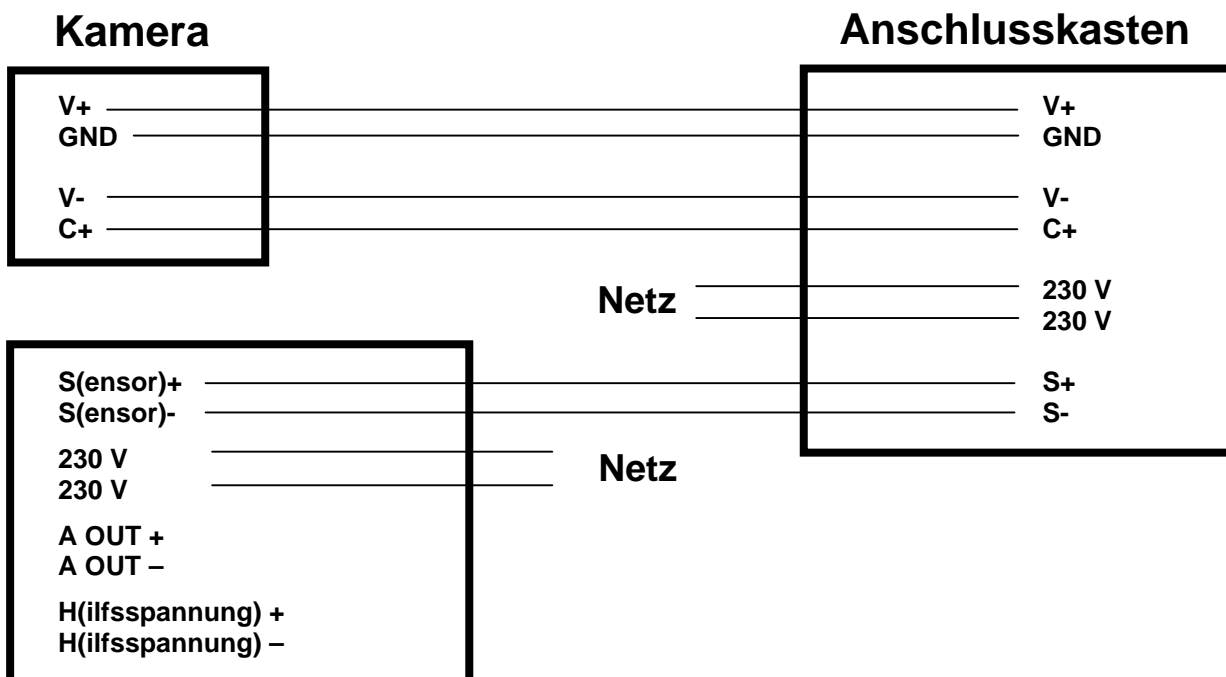 Kamera
Anschlusskasten
V+
GND
V-
C+
V+
GND
V-
C+
Netz
230 V
230 V
S(ensor)+
S(ensor)-
S+
S-
230 V
230 V
Netz
A OUT +
A OUT –
H(ilfsspannung) +
H(ilfsspannung) –